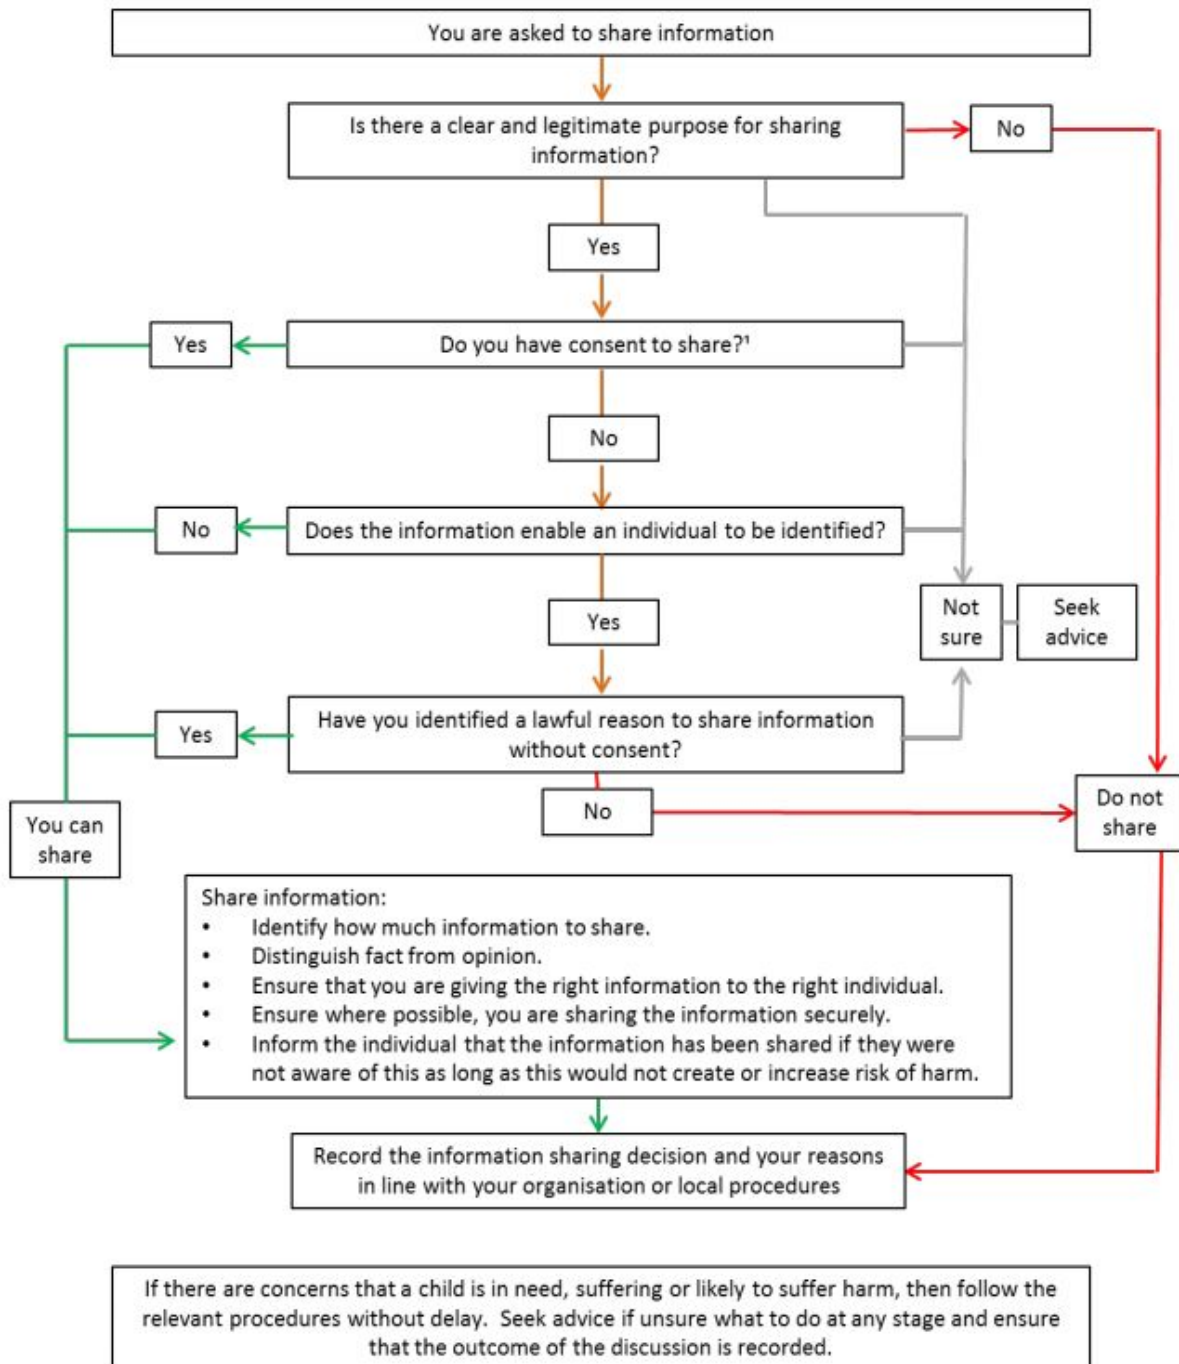 You are asked to share information
Is there a clear and legitimate purpose for sharing
information?
No
Yes
Yes
Do you have consent to share?¹
No
No
Does the information enable an individual to be identified?
Yes
Not
sure
Seek
advice
Yes
Have you identified a lawful reason to share information
without consent?
No
Do not
share
You can
share
Share information:
• Identify how much information to share.
• Distinguish fact from opinion.
• Ensure that you are giving the right information to the right individual.
• Ensure where possible, you are sharing the information securely.
• Inform the individual that the information has been shared if they were
not aware of this as long as this would not create or increase risk of harm.
Record the information sharing decision and your reasons
in line with your organisation or local procedures
If there are concerns that a child is in need, suffering or likely to suffer harm, then follow the
relevant procedures without delay. Seek advice if unsure what to do at any stage and ensure
that the outcome of the discussion is recorded.